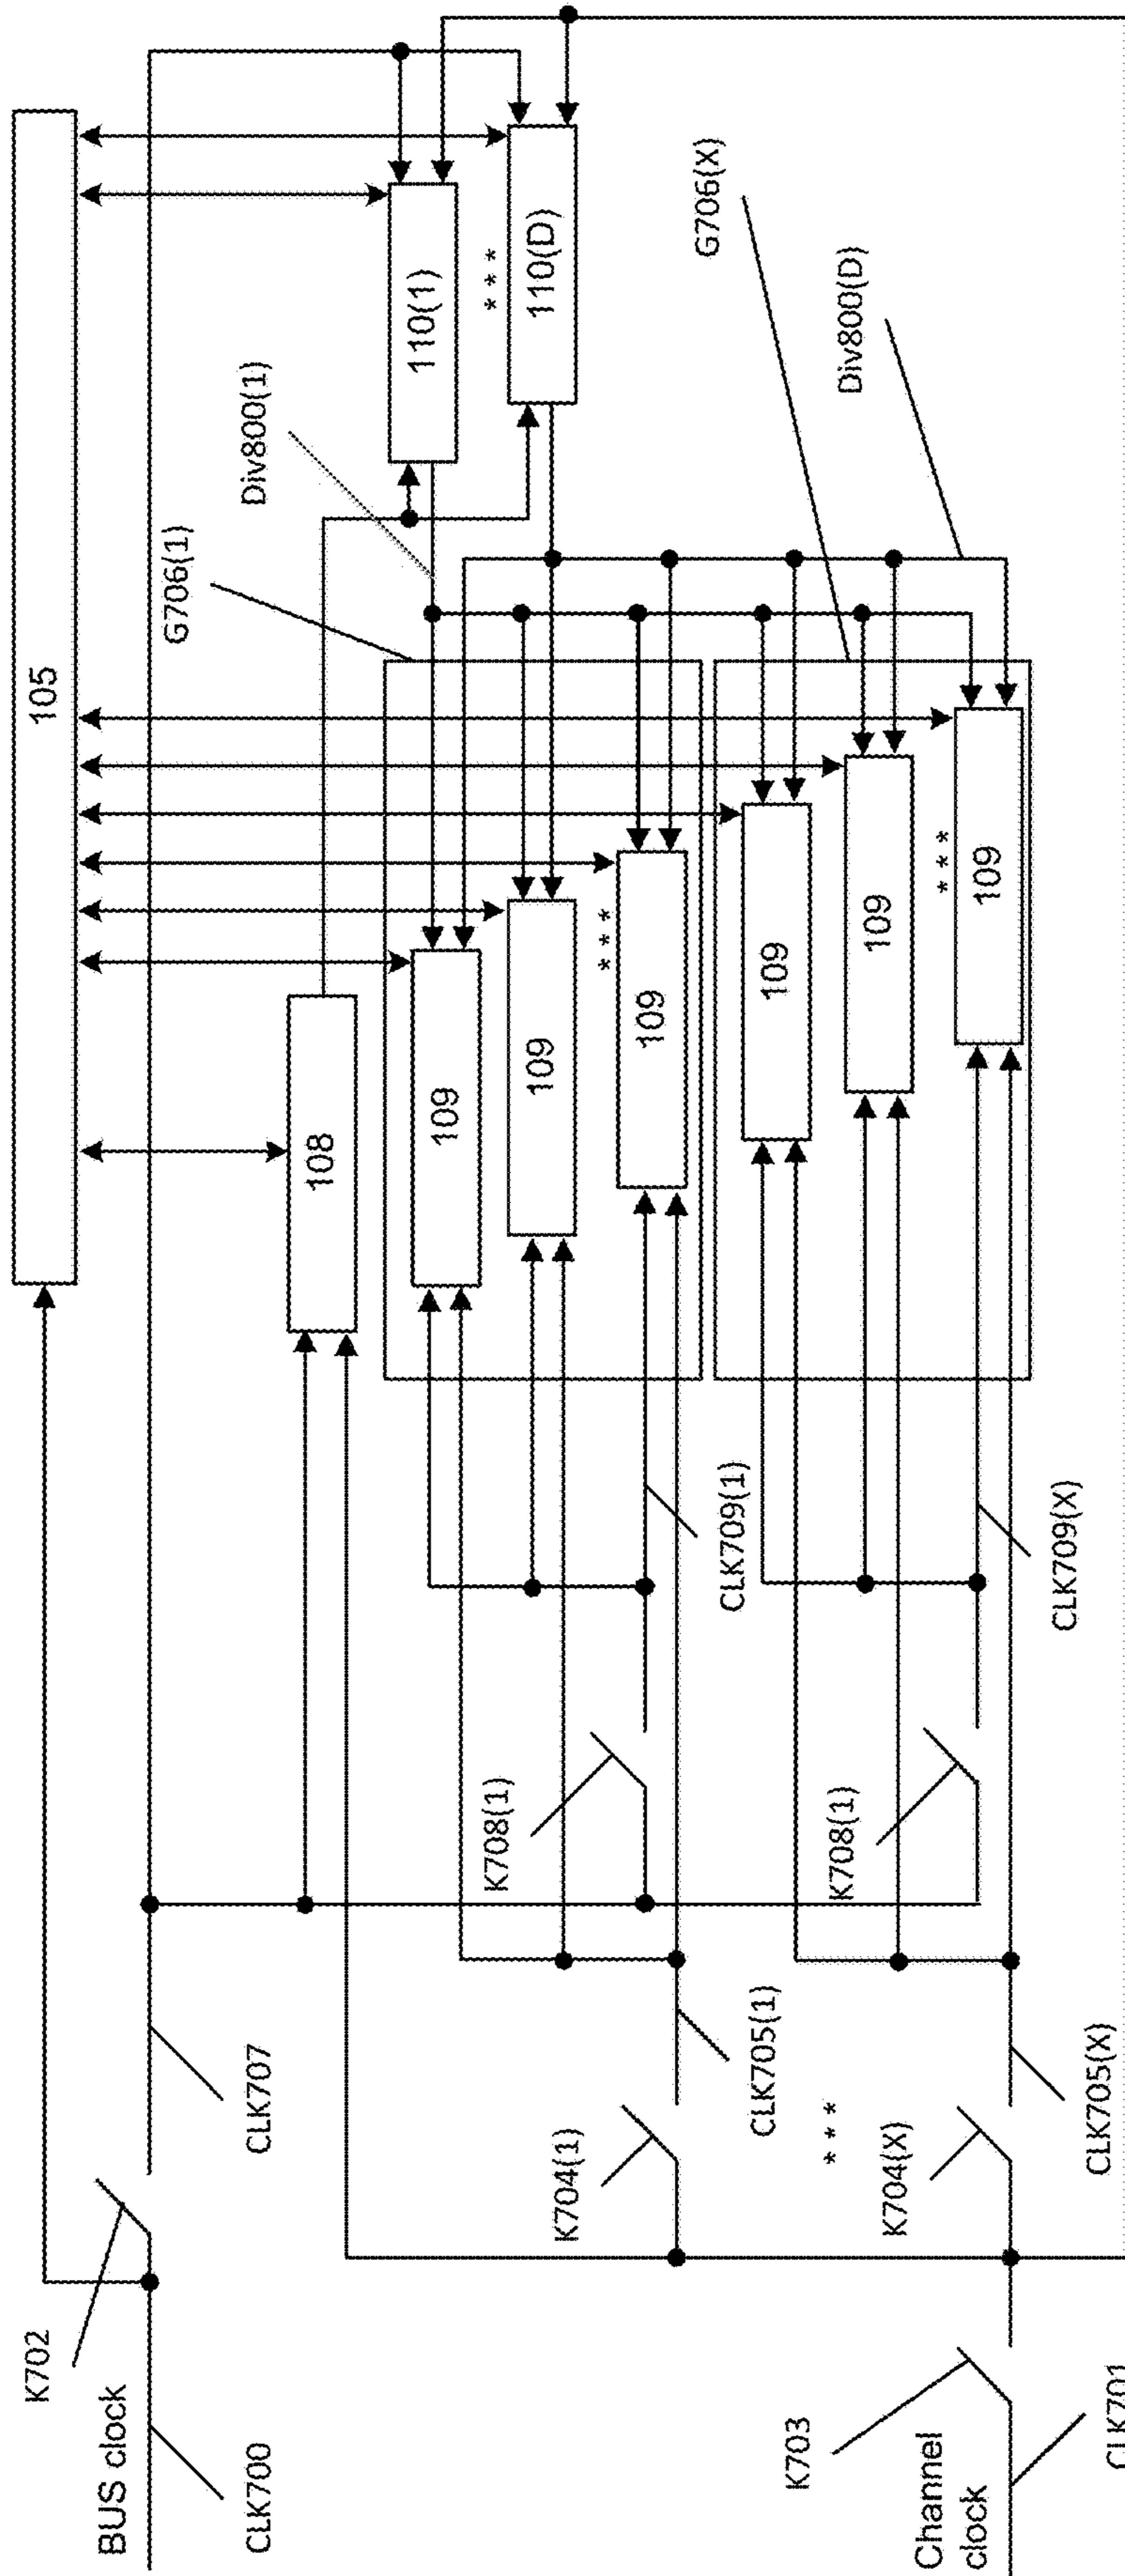 105
K702
BUS clock
CLK700
CLK707
108
G706(1)
Div800(1)
110(1)
***
110(D)
109
109
***
109
K708(1)
CLK709(1)
K704(1)
CLK705(1)
***
G706(X)
Div800(D)
109
109
***
109
K708(1)
CLK709(X)
K704(X)
CLK705(X)
K703
Channel
clock
CLK701